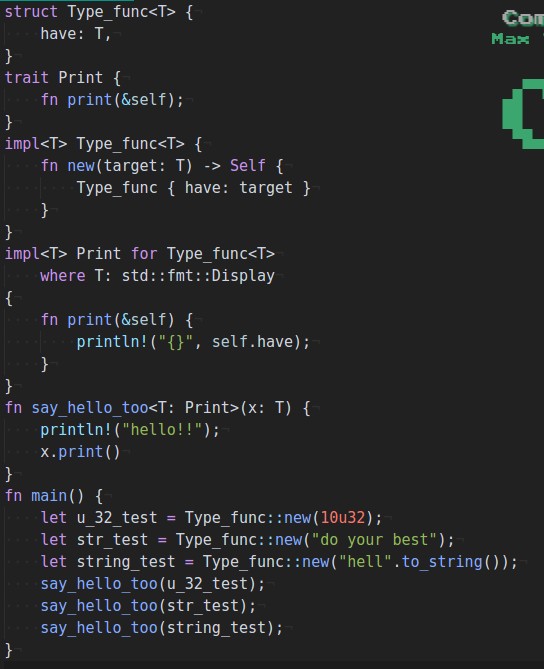 struct Type_func<T> {
    have: T,
}
trait Print {
    fn print(&self);
}
impl<T> Type_func<T> {
    fn new(target: T) -> Self {
        Type_func { have: target }
    }
}
impl<T> Print for Type_func<T>
    where T: std::fmt::Display
{
    fn print(&self) {
        println!("{}", self.have);
    }
}
fn say_hello_too<T: Print>(x: T) {
    println!("hello!!");
    x.print()
}
fn main() {
    let u_32_test = Type_func::new(10u32);
    let str_test = Type_func::new("do your best");
    let string_test = Type_func::new("hell".to_string());
    say_hello_too(u_32_test);
    say_hello_too(str_test);
    say_hello_too(string_test);
}
Com
Max